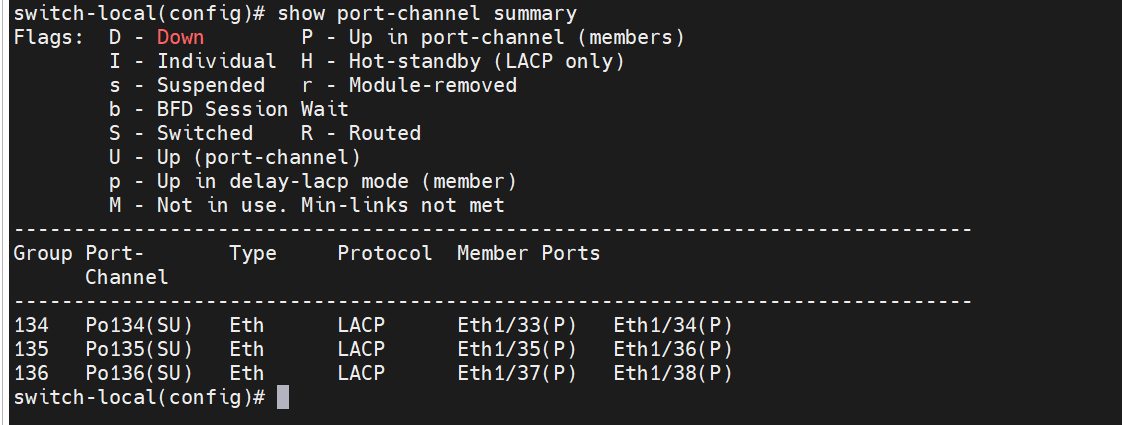 switch-local(config)# show port-channel summary
Flags:  D - Down        P - Up in port-channel (members)
        I - Individual  H - Hot-standby (LACP only)
        s - Suspended   r - Module-removed
        b - BFD Session Wait
        S - Switched    R - Routed
        U - Up (port-channel)
        p - Up in delay-lacp mode (member)
        M - Not in use. Min-links not met
--------------------------------------------------------------------------------
Group Port-       Type     Protocol  Member Ports
      Channel
--------------------------------------------------------------------------------
134   Po134(SU)   Eth      LACP      Eth1/33(P)   Eth1/34(P)
135   Po135(SU)   Eth      LACP      Eth1/35(P)   Eth1/36(P)
136   Po136(SU)   Eth      LACP      Eth1/37(P)   Eth1/38(P)
switch-local(config)#